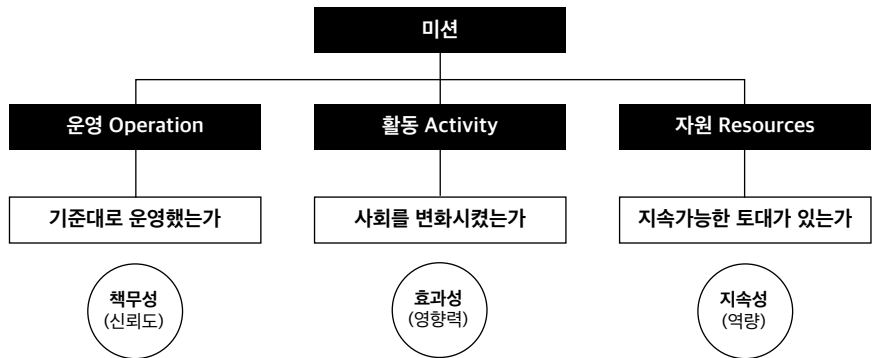 미션
운영 Operation
활동 Activity
자원 Resources
기준대로 운영했는가
사회를 변화시켰는가
지속가능한 토대가 있는가
책무성
(신뢰도)
효과성
(영향력)
지속성
(역량)